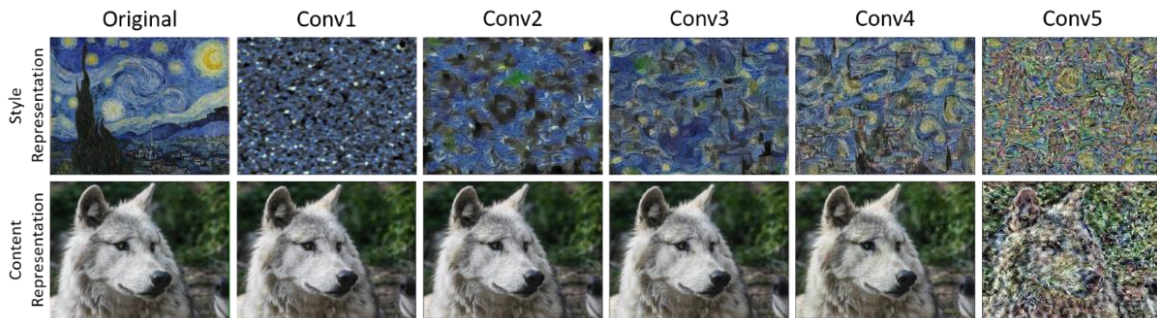 Original Conv1 Conv2 Conv3 Conv4 Conv5
Style
Representation
Content
Representation